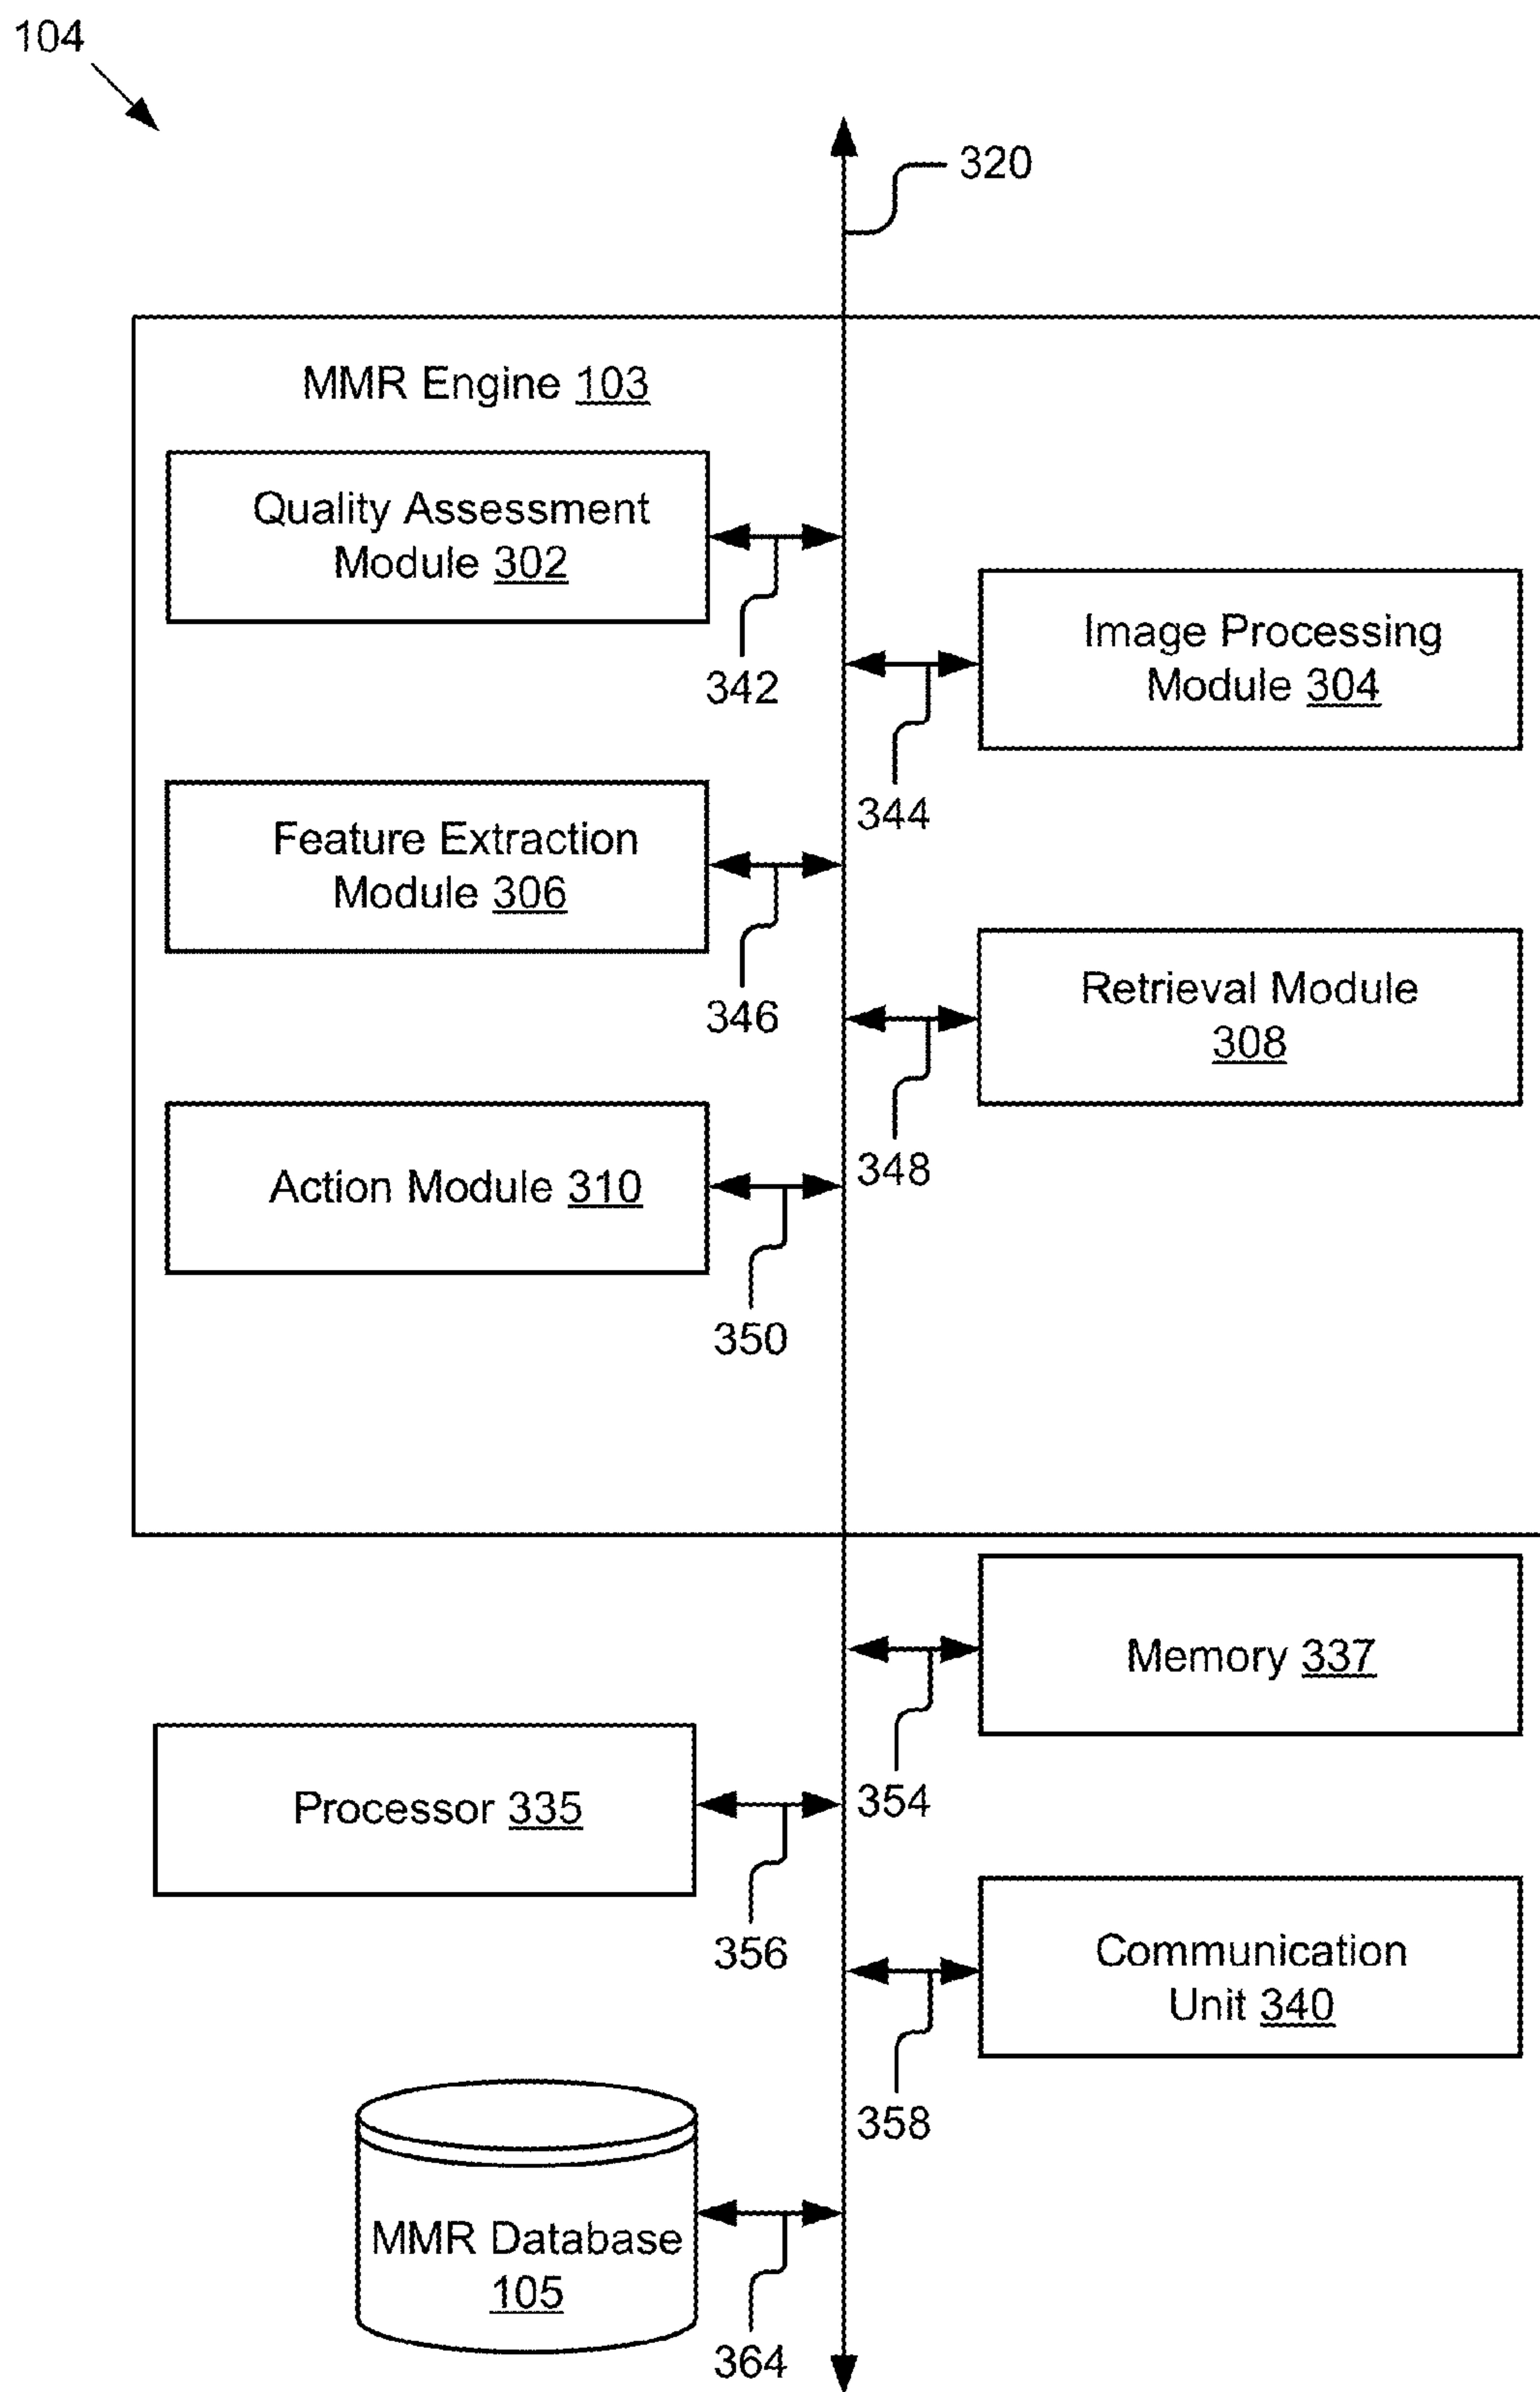 104
320
MMR Engine 103
Quality Assessment
Module 302
342
Image Processing
Module 304
344
Feature Extraction
Module 306
346
Retrieval Module
308
348
Action Module 310
350
Memory 337
354
Processor 335
356
Communication
Unit 340
358
MMR Database
105
364